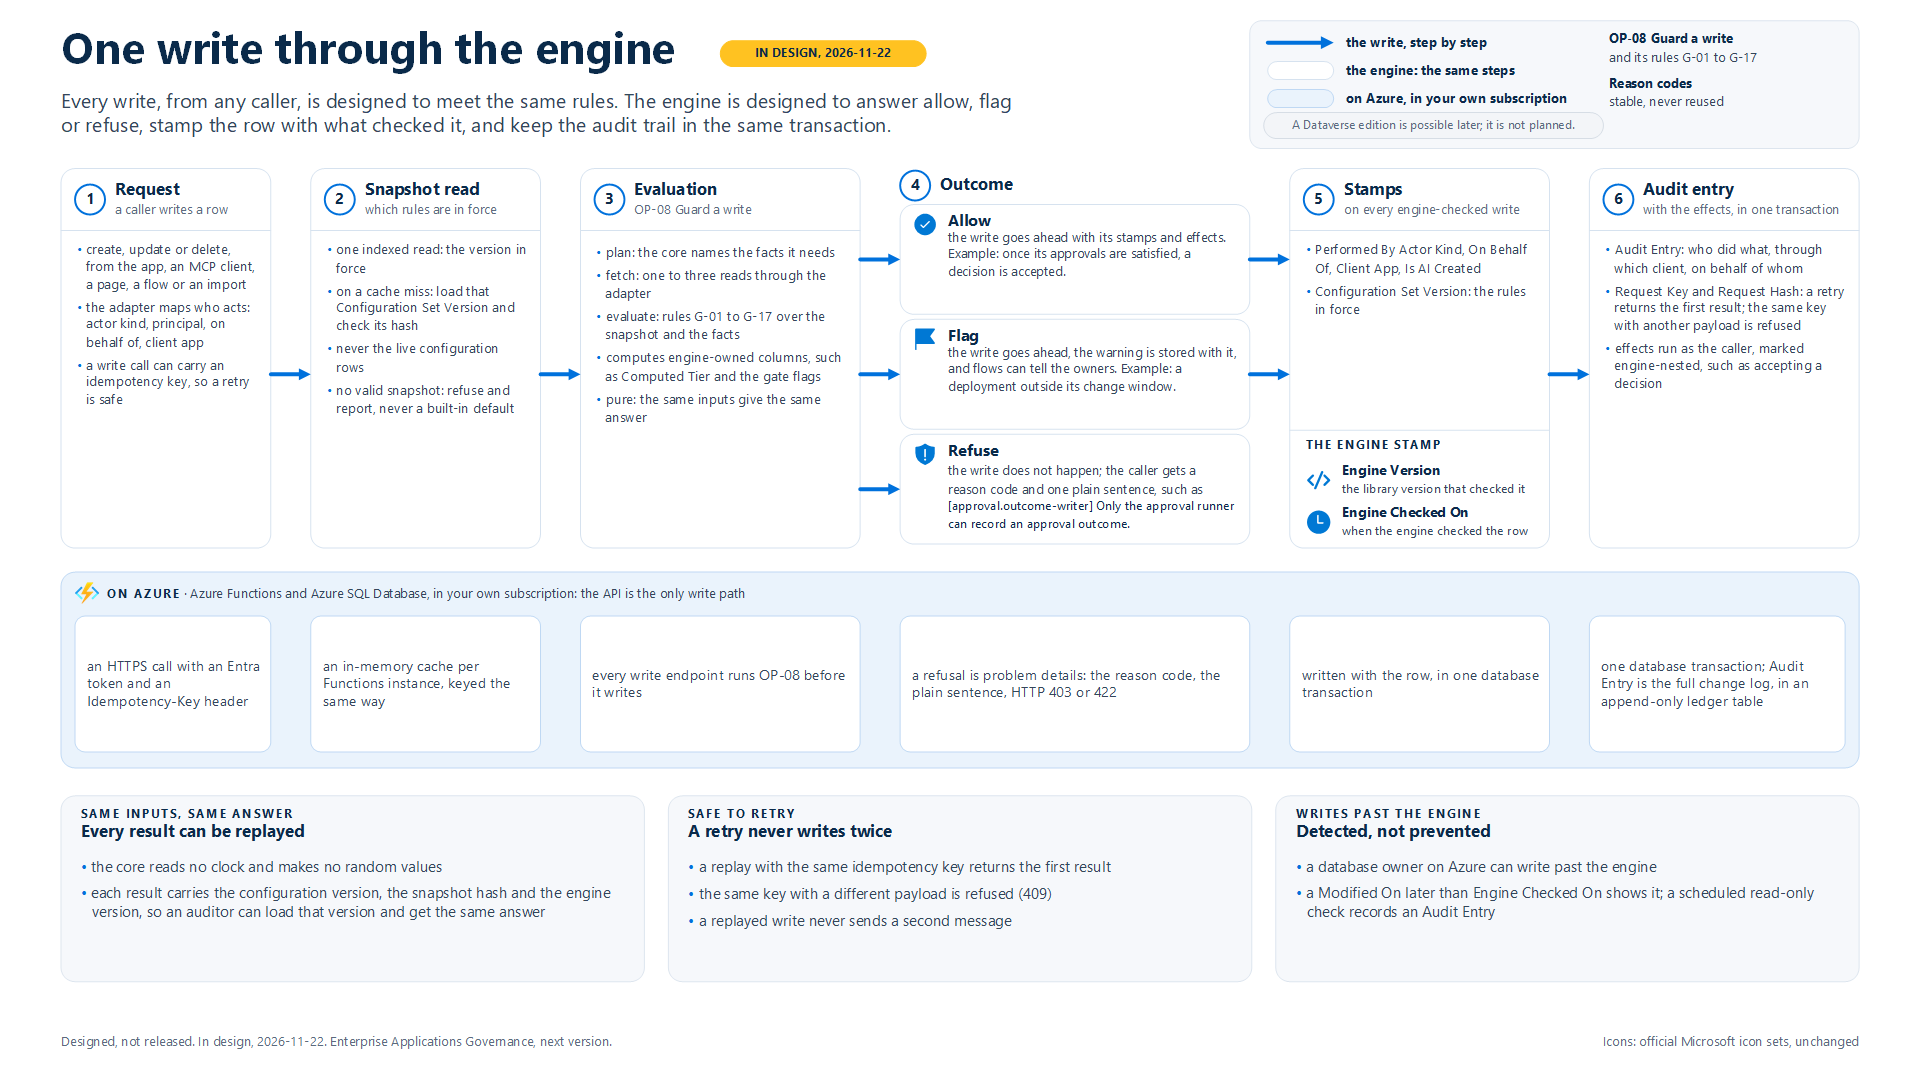 One write through the engine
IN DESIGN, 2026-11-22
Every write, from any caller, is designed to meet the same rules. The engine is designed to answer allow, flag
or refuse, stamp the row with what checked it, and keep the audit trail in the same transaction.
the write, step by step
the engine: the same steps
on Azure, in your own subscription
A Dataverse edition is possible later; it is not planned.
OP-08 Guard a write
and its rules G-01 to G-17
Reason codes
stable, never reused
1
Request
a caller writes a row
• create, update or delete,
from the app, an MCP client,
a page, a flow or an import
• the adapter maps who acts:
actor kind, principal, on
behalf of, client app
• a write call can carry an
idempotency key, so a retry
is safe
2
Snapshot read
which rules are in force
• one indexed read: the version in
force
• on a cache miss: load that
Configuration Set Version and
check its hash
• never the live configuration
rows
• no valid snapshot: refuse and
report, never a built-in default
3
Evaluation
OP-08 Guard a write
• plan: the core names the facts it needs
• fetch: one to three reads through the
adapter
• evaluate: rules G-01 to G-17 over the
snapshot and the facts
• computes engine-owned columns, such
as Computed Tier and the gate flags
• pure: the same inputs give the same
answer
4
Outcome
Allow
the write goes ahead with its stamps and effects.
Example: once its approvals are satisfied, a
decision is accepted.
Flag
the write goes ahead, the warning is stored with it,
and flows can tell the owners. Example: a
deployment outside its change window.
Refuse
the write does not happen; the caller gets a
reason code and one plain sentence, such as
[approval.outcome-writer] Only the approval runner
can record an approval outcome.
5
Stamps
on every engine-checked write
• Performed By Actor Kind, On Behalf
Of, Client App, Is AI Created
• Configuration Set Version: the rules
in force
THE ENGINE STAMP
Engine Version
the library version that checked it
Engine Checked On
when the engine checked the row
6
Audit entry
with the effects, in one transaction
• Audit Entry: who did what, through
which client, on behalf of whom
• Request Key and Request Hash: a retry
returns the first result; the same key
with another payload is refused
• effects run as the caller, marked
engine-nested, such as accepting a
decision
ON AZURE · Azure Functions and Azure SQL Database, in your own subscription: the API is the only write path
an HTTPS call with an Entra
token and an
Idempotency-Key header
an in-memory cache per
Functions instance, keyed the
same way
every write endpoint runs OP-08 before
it writes
a refusal is problem details: the reason code, the
plain sentence, HTTP 403 or 422
written with the row, in one database
transaction
one database transaction; Audit
Entry is the full change log, in an
append-only ledger table
SAME INPUTS, SAME ANSWER
Every result can be replayed
• the core reads no clock and makes no random values
• each result carries the configuration version, the snapshot hash and the engine
version, so an auditor can load that version and get the same answer
SAFE TO RETRY
A retry never writes twice
• a replay with the same idempotency key returns the first result
• the same key with a different payload is refused (409)
• a replayed write never sends a second message
WRITES PAST THE ENGINE
Detected, not prevented
• a database owner on Azure can write past the engine
• a Modified On later than Engine Checked On shows it; a scheduled read-only
check records an Audit Entry
Designed, not released. In design, 2026-11-22. Enterprise Applications Governance, next version.
Icons: official Microsoft icon sets, unchanged